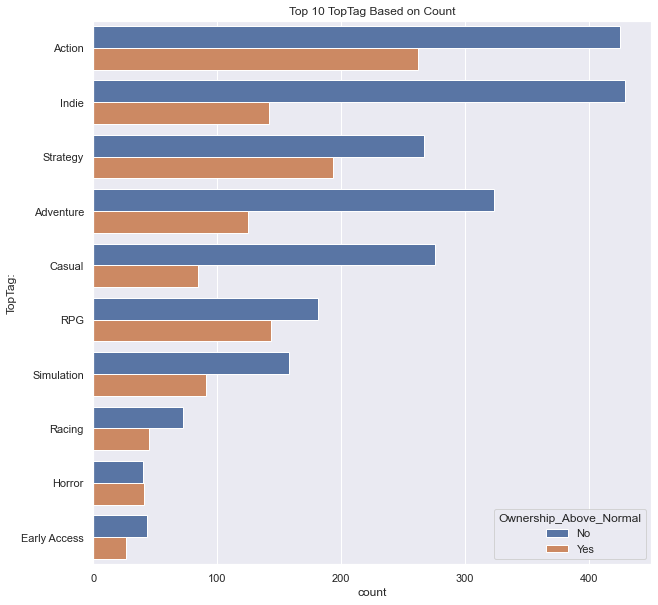 Top 10 TopTag Based on Count
TopTag:
Action
Indie
Strategy
Adventure
Casual
RPG
Simulation
Racing
Horror
Early Access
0 100 200 300 400
count
Ownership_Above_Normal
No
Yes